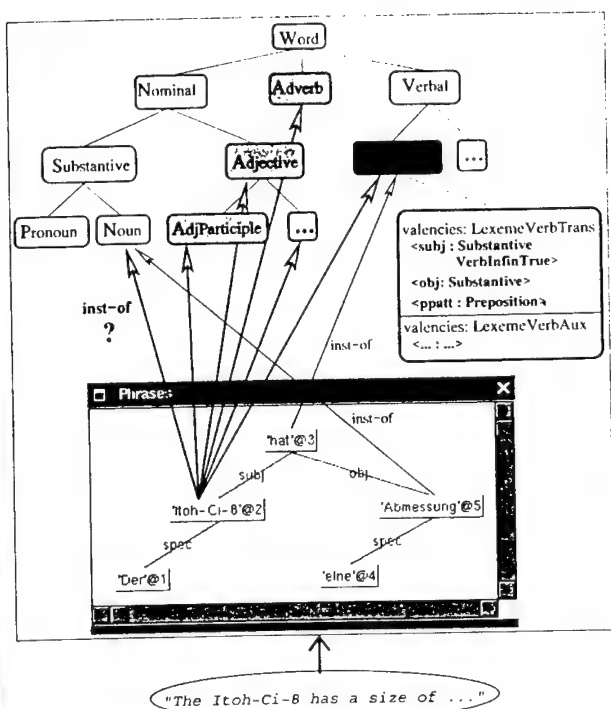 Word
Nominal
Adverb
Verbal
Substantive
Adjective
...
Pronoun
Noun
AdjParticiple
...
valencies: LexemeVerbTrans
<subj : Substantive
VerbInfinTrue>
<obj: Substantive>
<ppatt : Preposition>
valencies: LexemeVerbAux
<... : ...>
inst-of
?
inst-of
Phrases
inst-of
'hat'@3
subj
obj
'Itoh-Ci-8'@2
'Abmessung'@5
spec
spec
'Der'@1
'eine'@4
"The Itoh-Ci-8 has a size of ..."